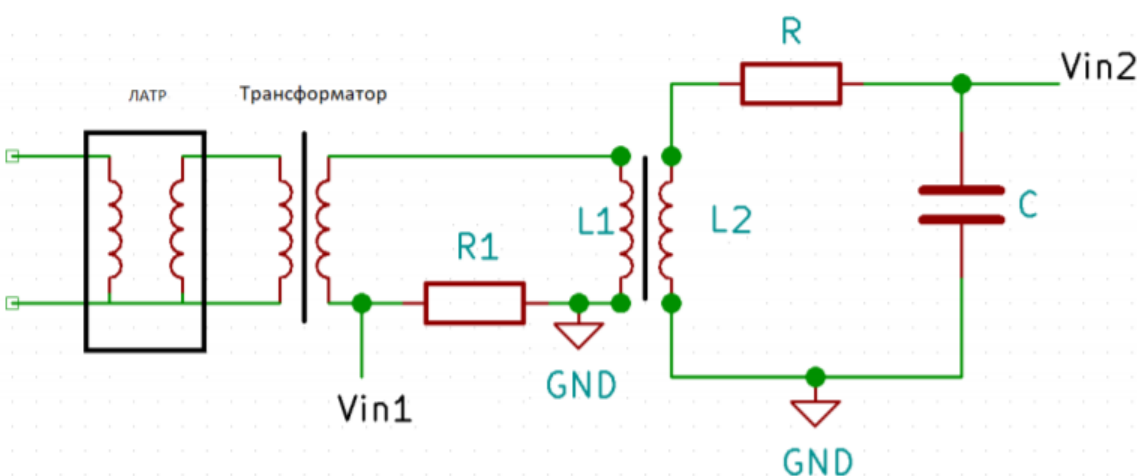 R
Vin2
ЛАТР
Трансформатор
C
L1
L2
R1
GND
Vin1
GND